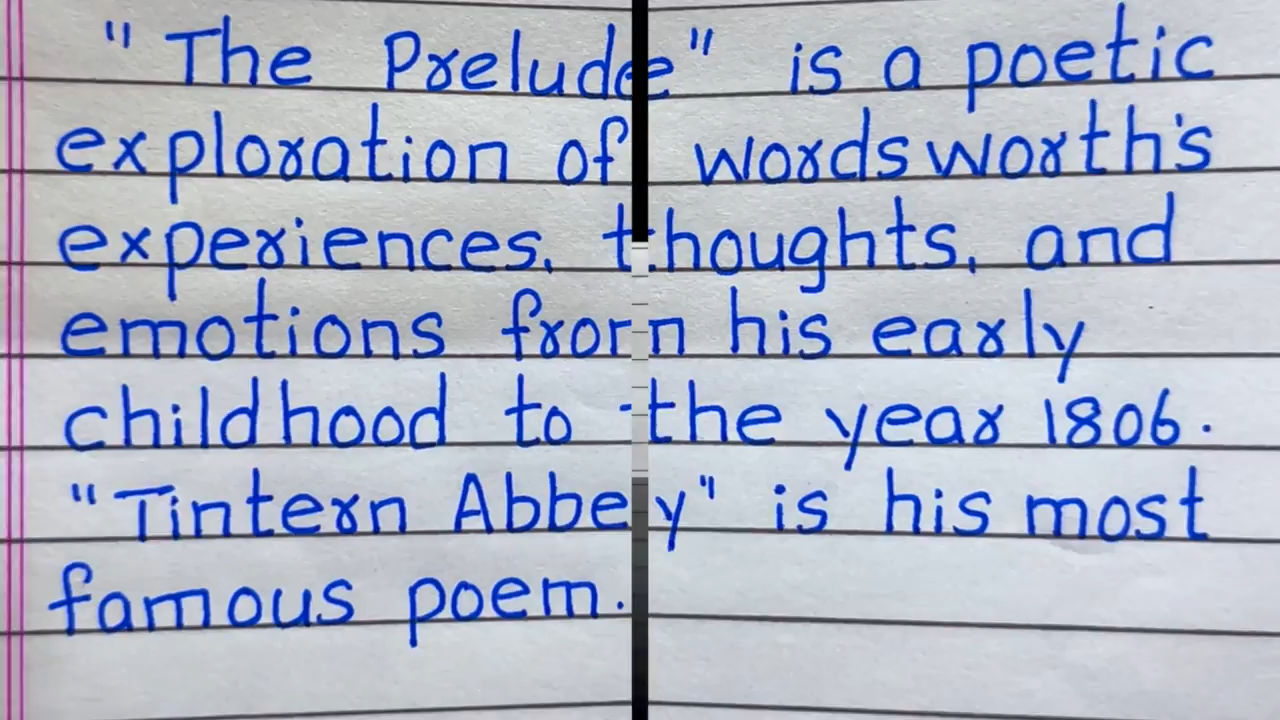 "The Prelude" is a poetic
exploration of wordsworth's
experiences, thoughts, and
emotions from his early
childhood to the year 1806.
"Tintern Abbey" is his most
famous poem.